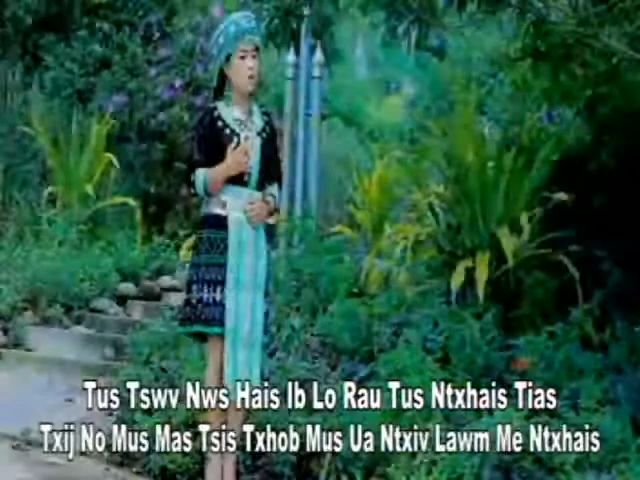 Tus Tswv Nws Hais Ib Lo Rau Tus Ntxhais Tias
Txij No Mus Mas Tsis Txhob Mus Ua Ntxiv Lawm Me Ntxhais